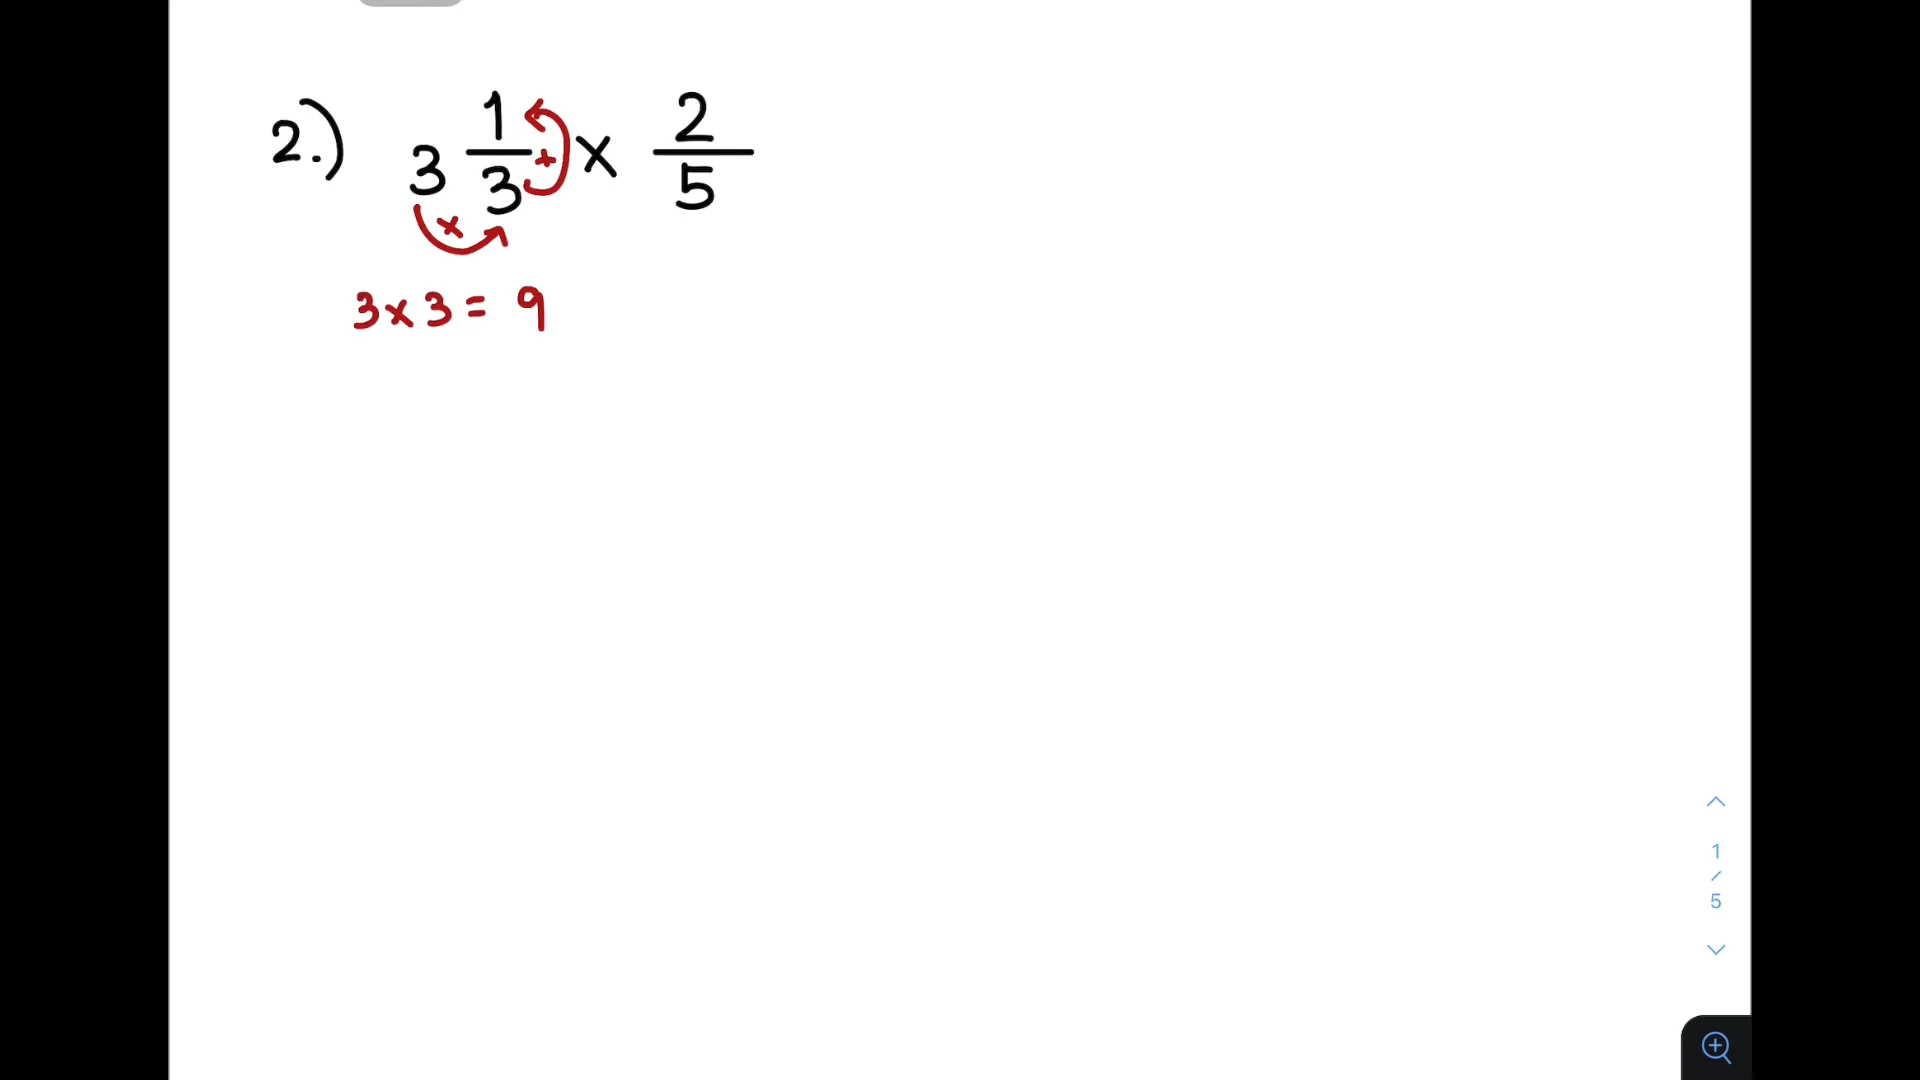 2.) 3 1/3 x 2/5
+
x
3 x 3 = 9
1
/
5